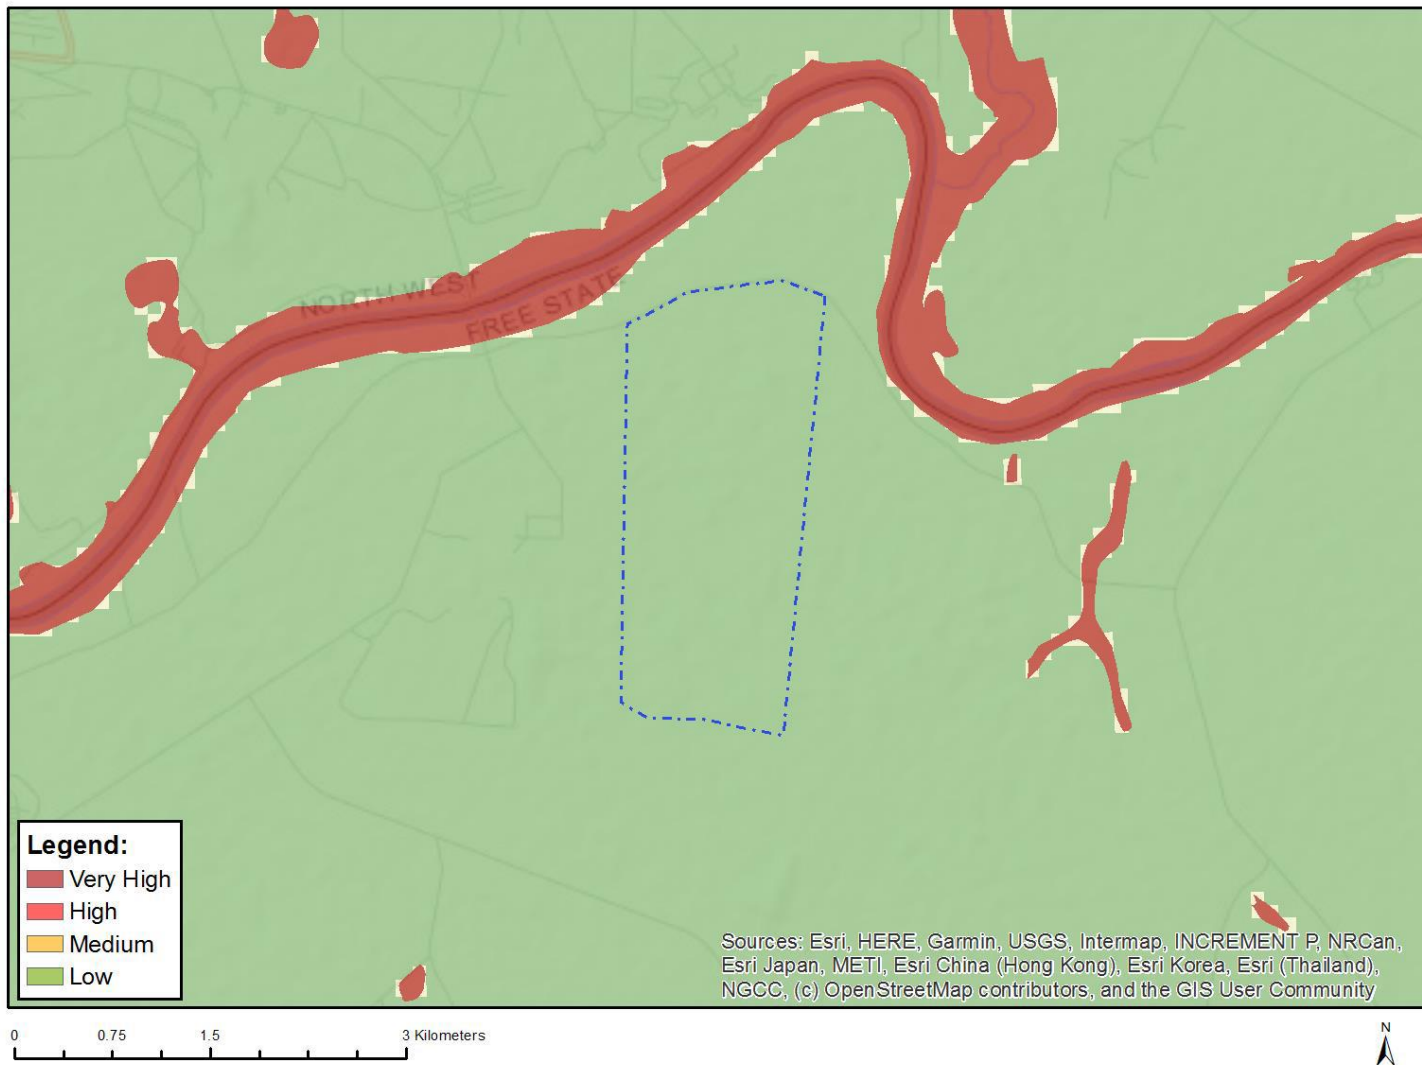 NORTH WEST
FREE STATE
Legend:
Very High
High
Medium
Low
Sources: Esri, HERE, Garmin, USGS, Intermap, INCREMENT P, NRCan,
Esri Japan, METI, Esri China (Hong Kong), Esri Korea, Esri (Thailand),
NGCC, (c) OpenStreetMap contributors, and the GIS User Community
0 0.75 1.5 3 Kilometers
N